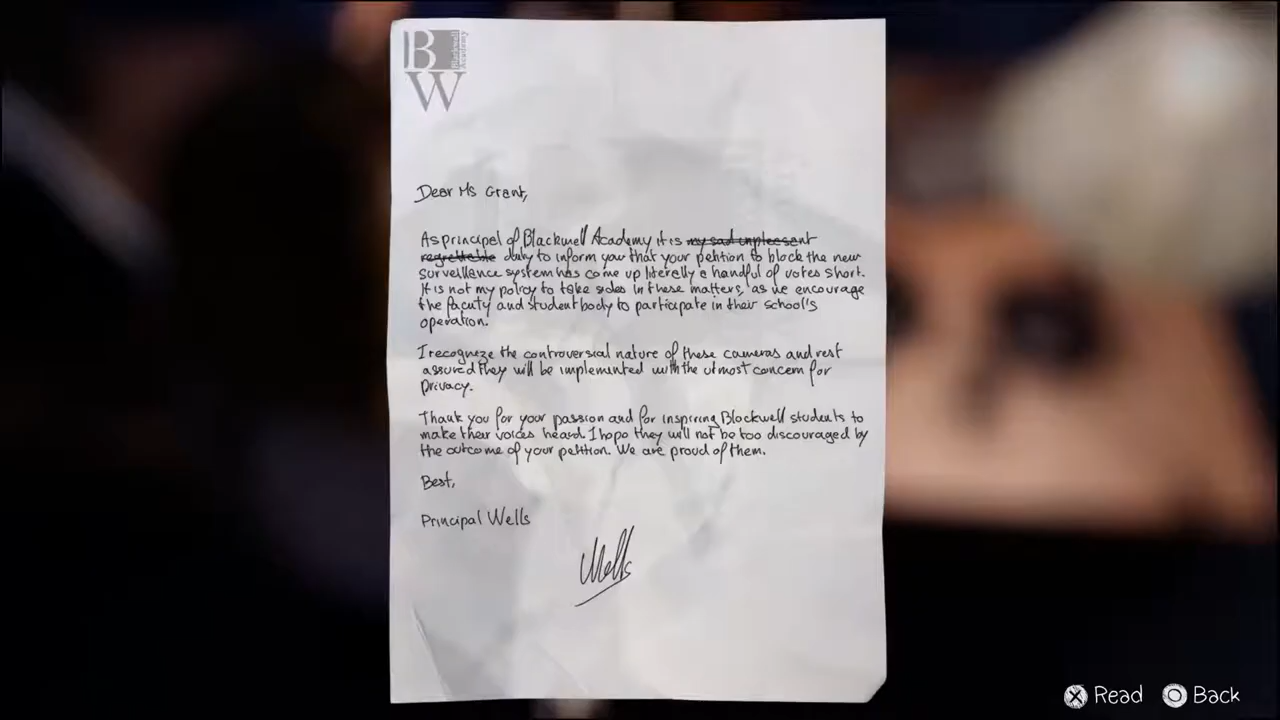 B
Blackwell
Academy
W
Dear Ms Grant,
As principel of Blackwell Academy it is my sad unpleesent
regrettable duty to inform you that your petition to block the new
surveillance system has come up literally a handful of votes short.
It is not my policy to take sides in these matters, as we encourage
the faculty and student body to participate in their school's
operation.
I recogneze the controversial nature of these cameras and rest
assured they will be implemented with the utmost concern for
privacy.
Thank you for your passion and for inspiring Blackwell students to
make their voices heard. I hope they will not be too discouraged by
the outcome of your petition. We are proud of them.
Best,
Principal Wells
Wells
Read
Back